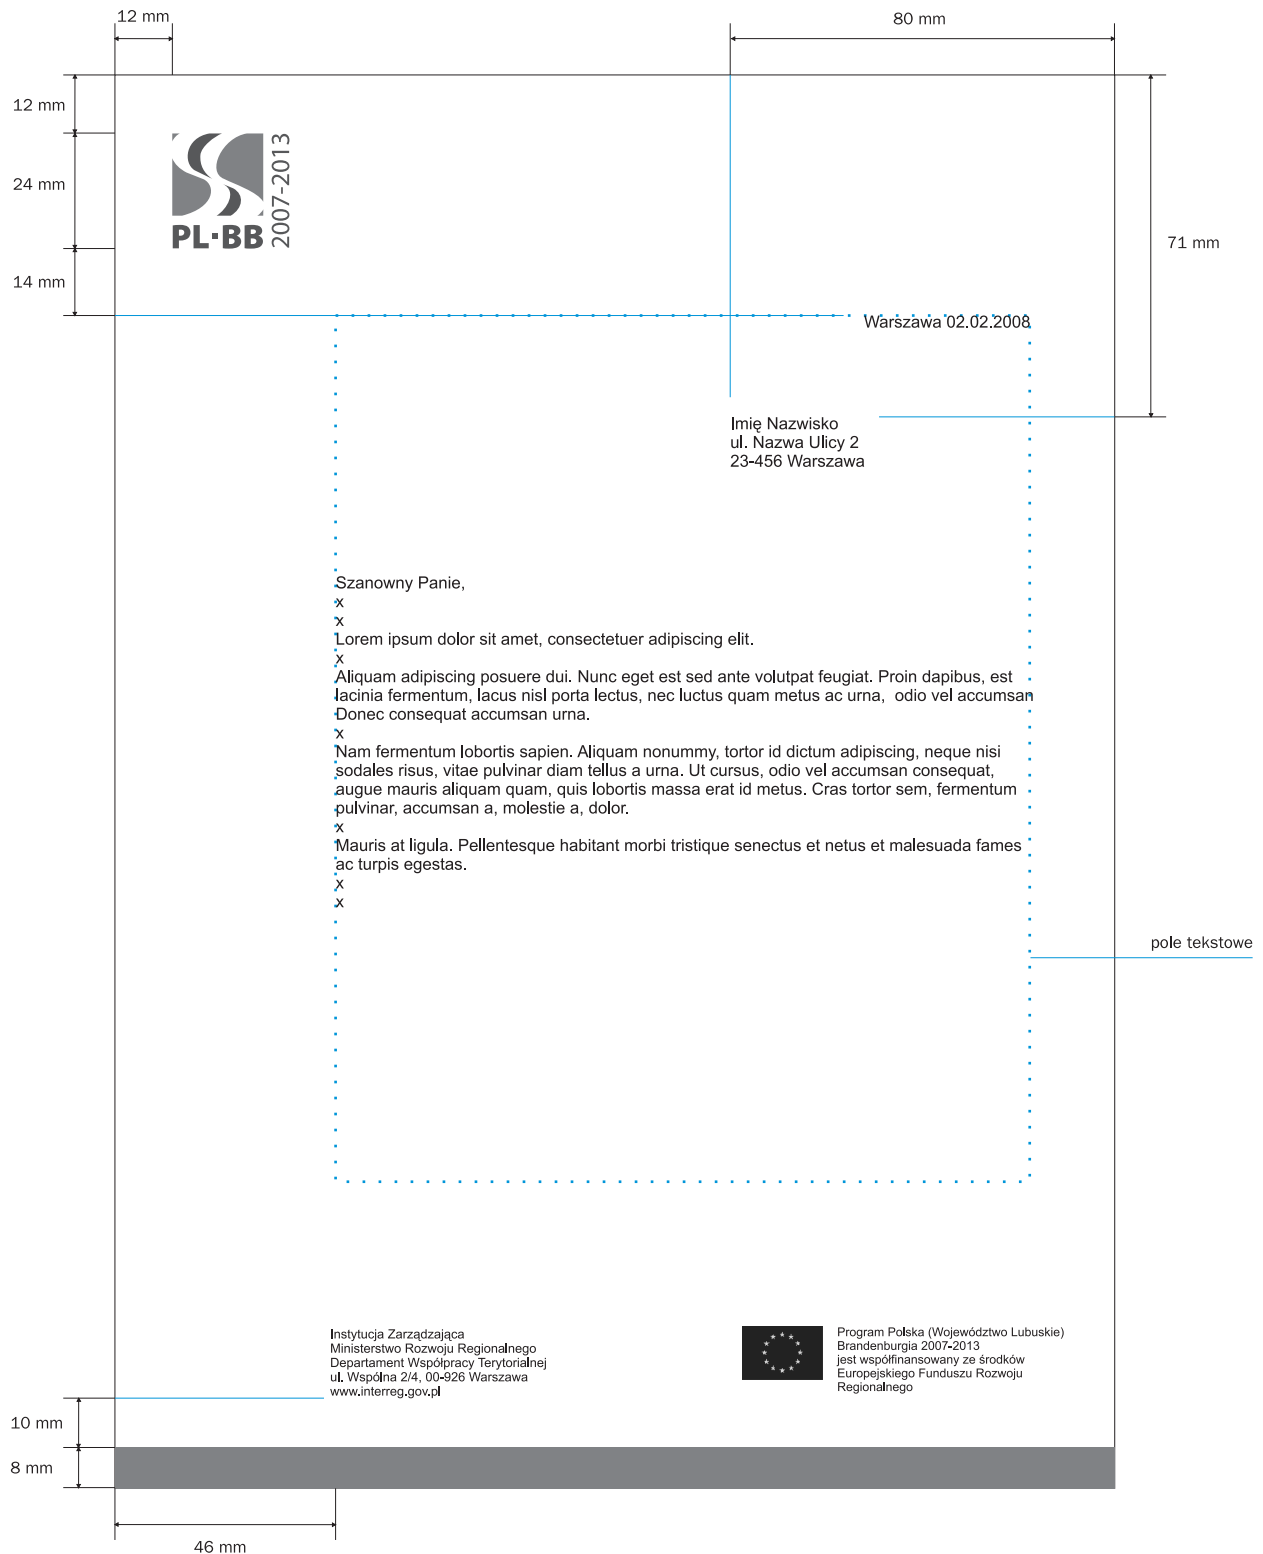 12 mm
80 mm
12 mm
24 mm
14 mm
71 mm
PL·BB
2007-2013
Warszawa 02.02.2008
Imię Nazwisko
ul. Nazwa Ulicy 2
23-456 Warszawa
Szanowny Panie,
x
x
Lorem ipsum dolor sit amet, consectetuer adipiscing elit.
x
Aliquam adipiscing posuere dui. Nunc eget est sed ante volutpat feugiat. Proin dapibus, est
lacinia fermentum, lacus nisl porta lectus, nec luctus quam metus ac urna,  odio vel accumsan
Donec consequat accumsan urna.
x
Nam fermentum lobortis sapien. Aliquam nonummy, tortor id dictum adipiscing, neque nisi
sodales risus, vitae pulvinar diam tellus a urna. Ut cursus, odio vel accumsan consequat,
augue mauris aliquam quam, quis lobortis massa erat id metus. Cras tortor sem, fermentum
pulvinar, accumsan a, molestie a, dolor.
x
Mauris at ligula. Pellentesque habitant morbi tristique senectus et netus et malesuada fames
ac turpis egestas.
x
x
pole tekstowe
Instytucja Zarządzająca
Ministerstwo Rozwoju Regionalnego
Departament Współpracy Terytorialnej
ul. Wspólna 2/4, 00-926 Warszawa
www.interreg.gov.pl
Program Polska (Województwo Lubuskie)
Brandenburgia 2007-2013
jest współfinansowany ze środków
Europejskiego Funduszu Rozwoju
Regionalnego
10 mm
8 mm
46 mm